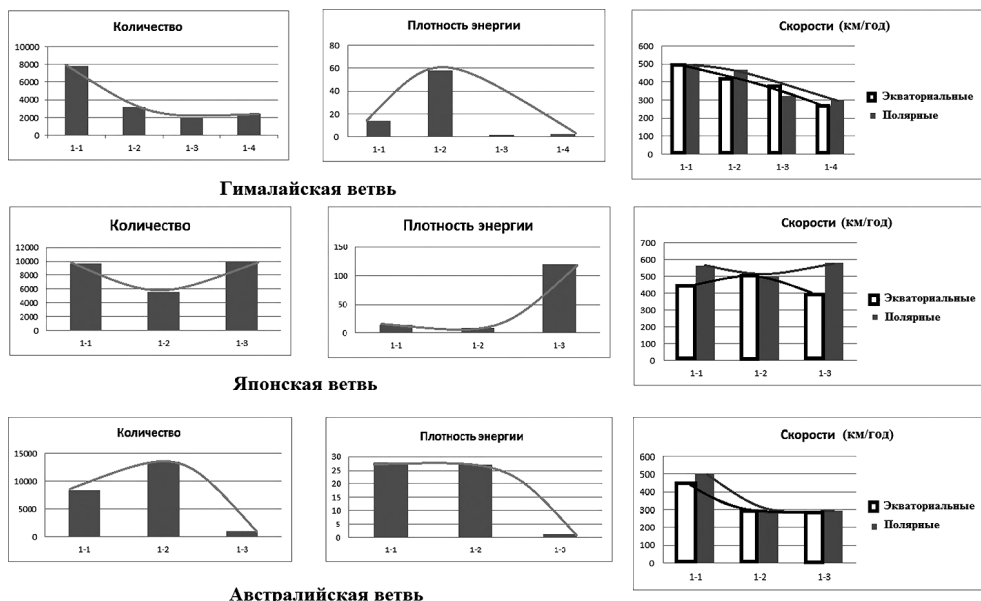 Количество
10000
8000
6000
4000
2000
0
1-1 1-2 1-3 1-4
Плотность энергии
80
60
40
20
0
1-1 1-2 1-3 1-4
Скорости (км/год)
600
500
400
300
200
100
0
1-1 1-2 1-3 1-4
Экваториальные
Полярные
Гималайская ветвь
Количество
12000
10000
8000
6000
4000
2000
0
1-1 1-2 1-3
Плотность энергии
150
100
50
0
1-1 1-2 1-3
Скорости (км/год)
700
600
500
400
300
200
100
0
1-1 1-2 1-3
Экваториальные
Полярные
Японская ветвь
Количество
15000
10000
5000
0
1-1 1-2 1-3
Плотность энергии
30
25
20
15
10
5
0
1-1 1-2 1-3
Скорости (км/год)
600
500
400
300
200
100
0
1-1 1-2 1-3
Экваториальные
Полярные
Австралийская ветвь